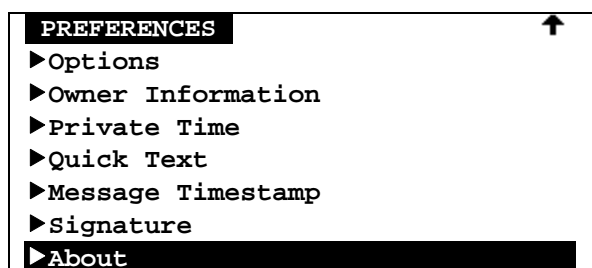 PREFERENCES
Options
Owner Information
Private Time
Quick Text
Message Timestamp
Signature
About